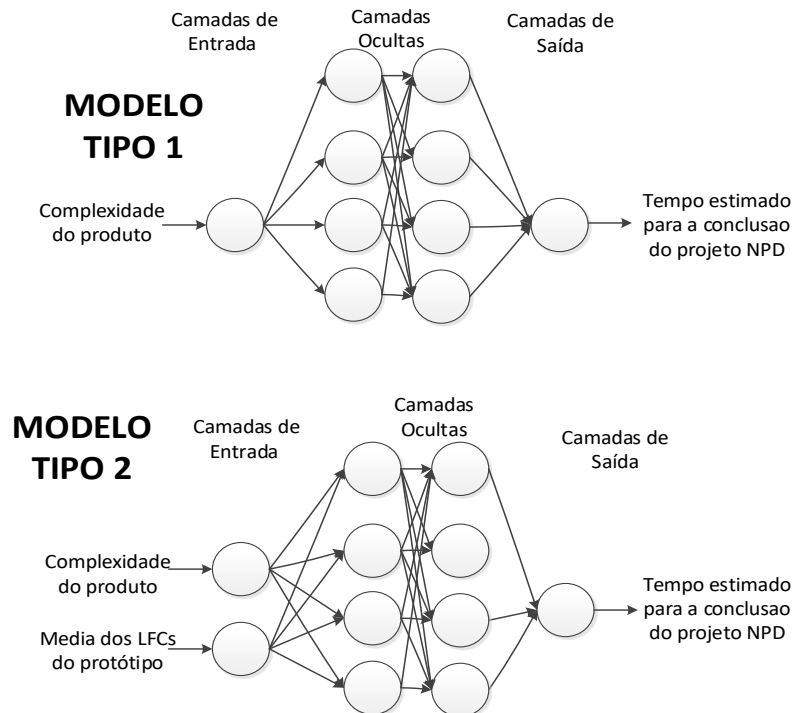 Camadas de
Entrada
Camadas
Ocultas
Camadas de
Saída
MODELO
TIPO 1
Complexidade
do produto
Tempo estimado
para a conclusao
do projeto NPD
MODELO
TIPO 2
Camadas de
Entrada
Camadas
Ocultas
Camadas de
Saída
Complexidade
do produto
Media dos LFCs
do protótipo
Tempo estimado
para a conclusao
do projeto NPD